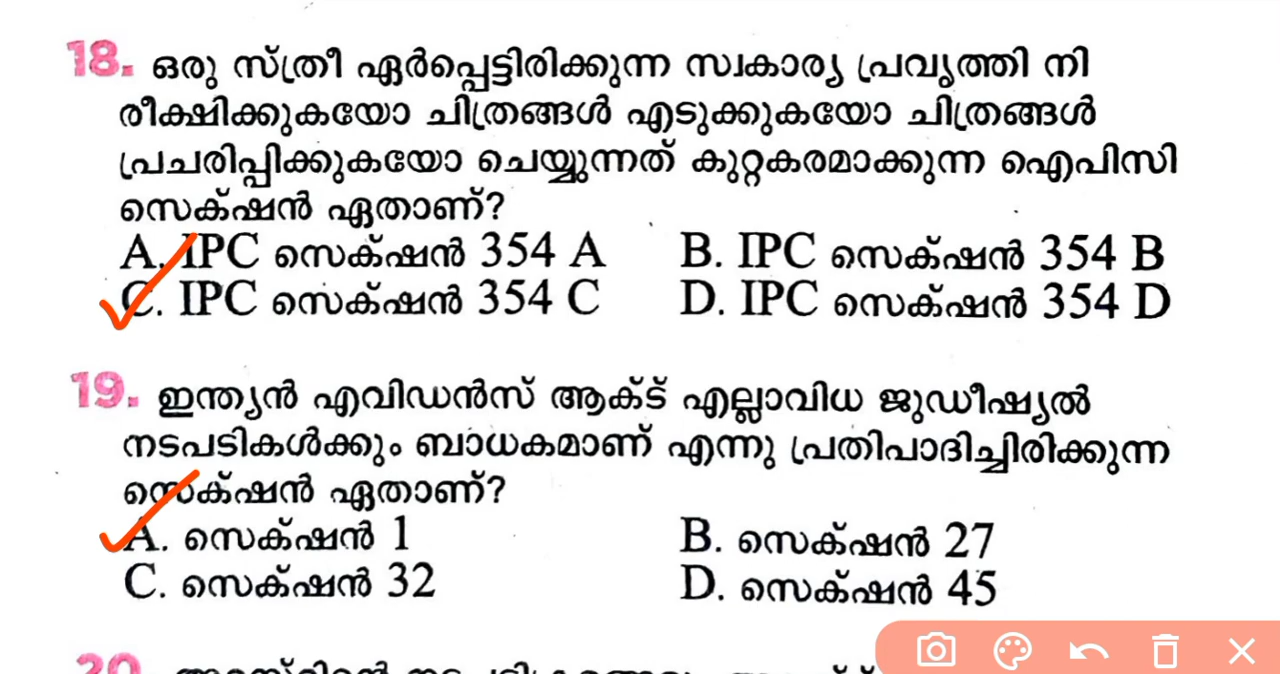 18. ഒരു സ്ത്രീ ഏർപ്പെട്ടിരിക്കുന്ന സ്വകാര്യ പ്രവൃത്തി നി
രീക്ഷിക്കുകയോ ചിത്രങ്ങൾ എടുക്കുകയോ ചിത്രങ്ങൾ
പ്രചരിപ്പിക്കുകയോ ചെയ്യുന്നത് കുറ്റകരമാക്കുന്ന ഐപിസി
സെക്ഷൻ ഏതാണ്?
A. IPC സെക്ഷൻ 354 A B. IPC സെക്ഷൻ 354 B
C. IPC സെക്ഷൻ 354 C D. IPC സെക്ഷൻ 354 D
19. ഇന്ത്യൻ എവിഡൻസ് ആക്ട് എല്ലാവിധ ജുഡീഷ്യൽ
നടപടികൾക്കും ബാധകമാണ് എന്നു പ്രതിപാദിച്ചിരിക്കുന്ന
സെക്ഷൻ ഏതാണ്?
A. സെക്ഷൻ 1 B. സെക്ഷൻ 27
C. സെക്ഷൻ 32 D. സെക്ഷൻ 45
20.